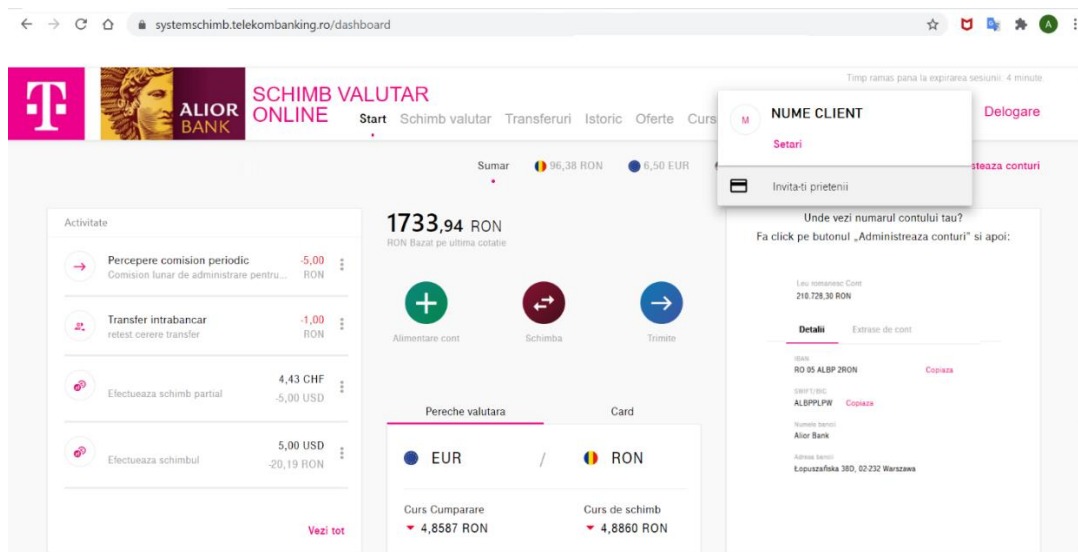 systemschimb.telekombanking.ro/dashboard
A
Timp ramas pana la expirarea sesiunii: 4 minute
T
ALIOR
BANK
SCHIMB VALUTAR
ONLINE
Start Schimb valutar Transferuri Istoric Oferte Curs
M NUME CLIENT
Setari
Invita-ti prietenii
Delogare
Sumar 96,38 RON 6,50 EUR
steaza conturi
Activitate
Percepere comision periodic -5,00
Comision lunar de administrare pentru... RON
Transfer intrabancar -1,00
retest cerere transfer RON
4,43 CHF
Efectueaza schimb partial -5,00 USD
5,00 USD
Efectueaza schimbul -20,19 RON
Vezi tot
1733,94 RON
RON Bazat pe ultima cotatie
Alimentare cont Schimba Trimite
Pereche valutara Card
EUR / RON
Curs Cumparare Curs de schimb
4,8587 RON 4,8860 RON
Unde vezi numarul contului tau?
Fa click pe butonul „Administreaza conturi" si apoi:
Leu romanesc Cont
210.728,30 RON
Detalii Extrase de cont
IBAN
RO 05 ALBP 2RON Copiaza
SWIFT/BIC
ALBPPLPW Copiaza
Numele bancii
Alior Bank
Adresa bancii
Łopuszańska 38D, 02-232 Warszawa